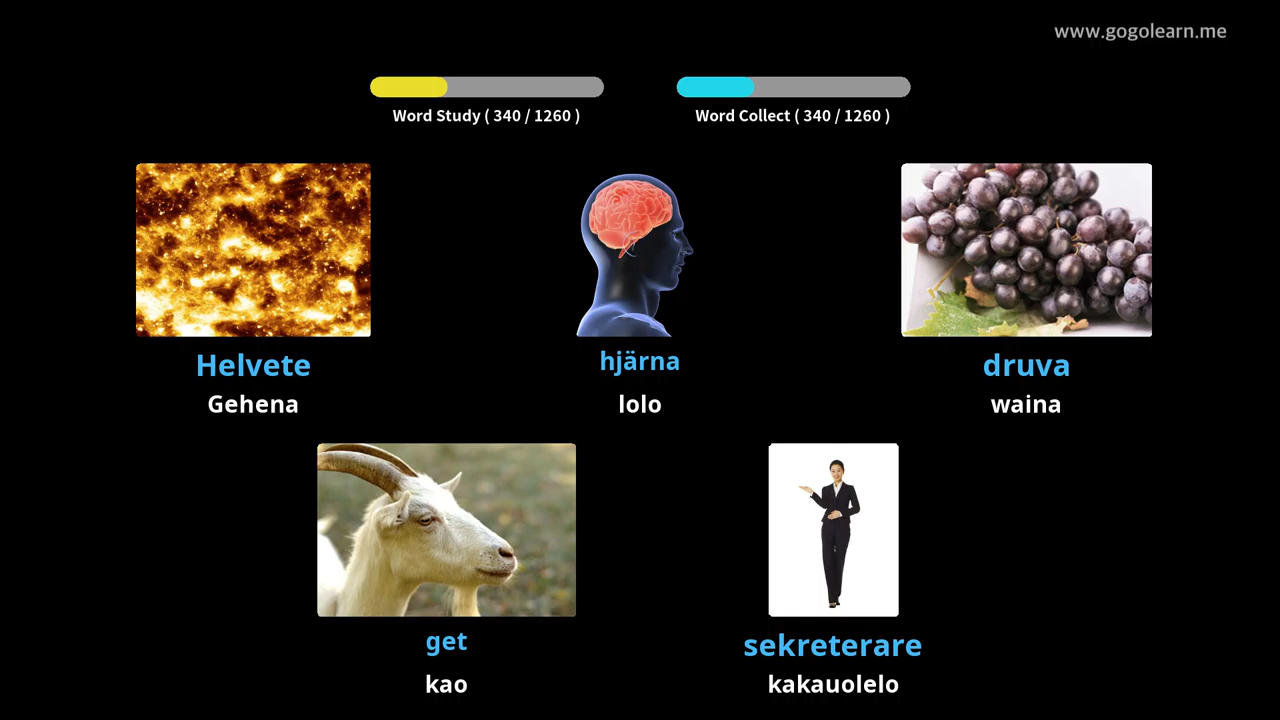 www.gogolearn.me
Word Study ( 340 / 1260 )
Word Collect ( 340 / 1260 )
Helvete
Gehena
hjärna
lolo
druva
waina
get
kao
sekreterare
kakauolelo